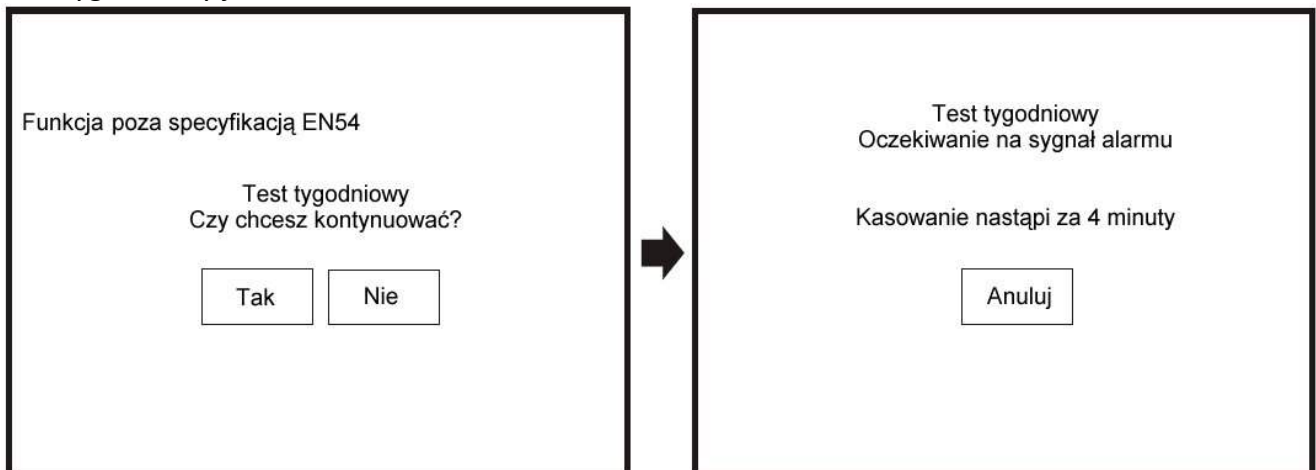 Funkcja poza specyfikacją EN54
Test tygodniowy
Czy chcesz kontynuować?
Tak
Nie
Test tygodniowy
Oczekiwanie na sygnał alarmu
Kasowanie nastąpi za 4 minuty
Anuluj